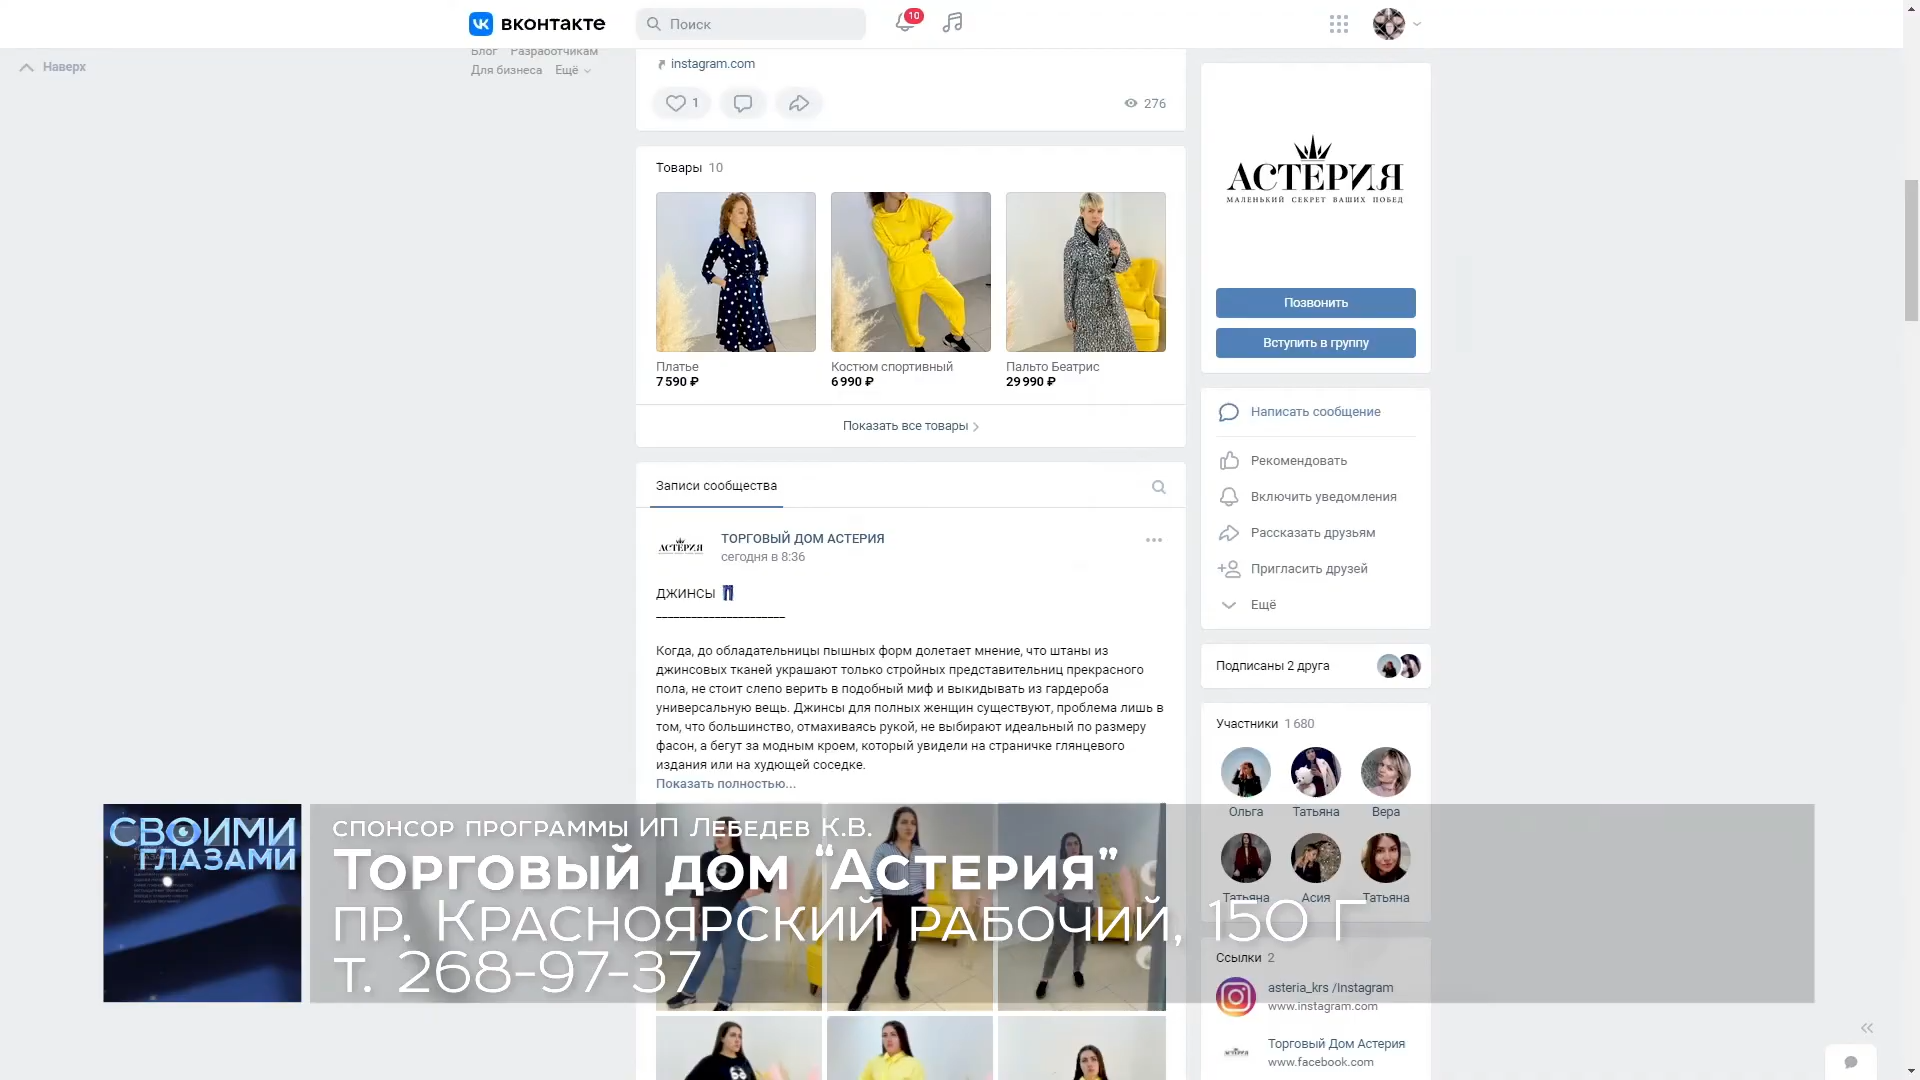 вконтакте
Поиск
10
Наверх
Блог Разработчикам
Для бизнеса Ещё
instagram.com
1
276
Товары 10
Платье
7 590 ₽
Костюм спортивный
6 990 ₽
Пальто Беатрис
29 990 ₽
Показать все товары
Записи сообщества
АСТЕРИЯ
ТОРГОВЫЙ ДОМ АСТЕРИЯ
сегодня в 8:36
ДЖИНСЫ
______________________
Когда, до обладательницы пышных форм долетает мнение, что штаны из
джинсовых тканей украшают только стройных представительниц прекрасного
пола, не стоит слепо верить в подобный миф и выкидывать из гардероба
универсальную вещь. Джинсы для полных женщин существуют, проблема лишь в
том, что большинство, отмахиваясь рукой, не выбирают идеальный по размеру
фасон, а бегут за модным кроем, который увидели на страничке глянцевого
издания или на худющей соседке.
Показать полностью...
АСТЕРИЯ
МАЛЕНЬКИЙ СЕКРЕТ ВАШИХ ПОБЕД
Позвонить
Вступить в группу
Написать сообщение
Рекомендовать
Включить уведомления
Рассказать друзьям
Пригласить друзей
Ещё
Подписаны 2 друга
Участники 1 680
Ольга Татьяна Вера
Татьяна Асия Татьяна
Ссылки 2
asteria_krs /Instagram
www.instagram.com
АСТЕРИЯ
Торговый Дом Астерия
www.facebook.com
СВОИМИ
ГЛАЗАМИ
спонсор программы ИП Лебедев К.В.
Торговый дом “Астерия”
пр. Красноярский рабочий, 150 Г
т. 268-97-37